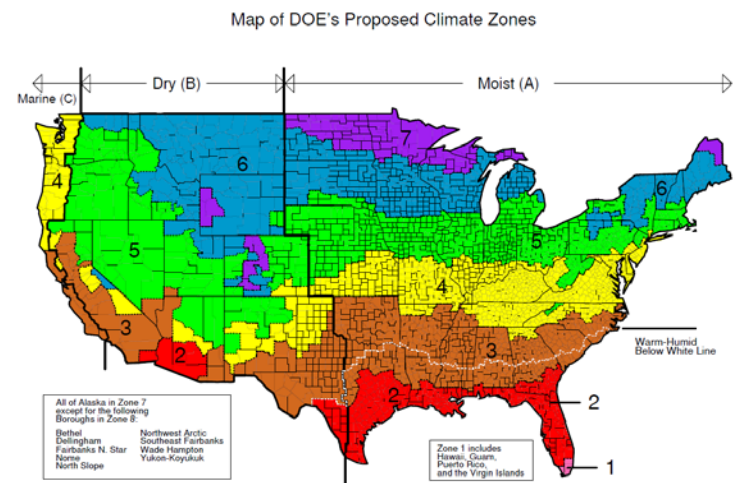 Map of DOE's Proposed Climate Zones
Marine (C)
Dry (B)
Moist (A)
7
6
6
4
5
5
4
3
3
Warm-Humid
Below White Line
2
2
2
1
All of Alaska in Zone 7
except for the following
Boroughs in Zone 8:
Bethel Northwest Arctic
Dellingham Southeast Fairbanks
Fairbanks N. Star Wade Hampton
Nome Yukon-Koyukuk
North Slope
Zone 1 includes
Hawaii, Guam,
Puerto Rico,
and the Virgin Islands